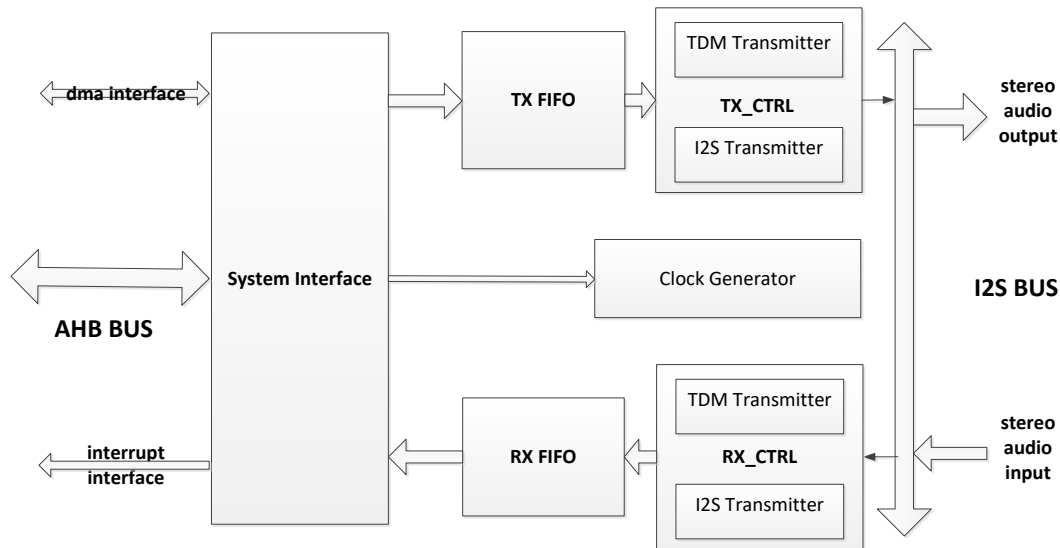 TDM Transmitter
dma interface
TX FIFO
TX_CTRL
stereo
audio
output
I2S Transmitter
System Interface
Clock Generator
I2S BUS
AHB BUS
TDM Transmitter
interrupt
interface
RX FIFO
RX_CTRL
stereo
audio
input
I2S Transmitter